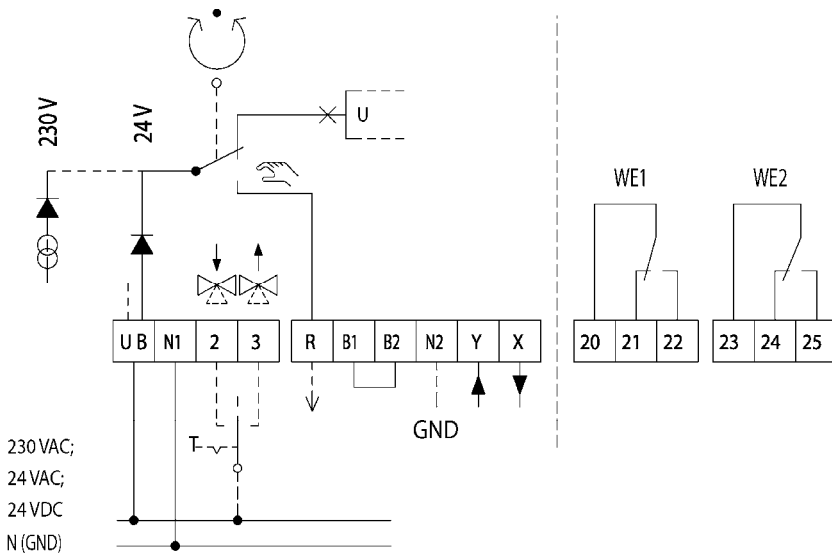 230 V
24 V
U
WE1
WE2
U B
N1
2
3
R
B1
B2
N2
Y
X
20
21
22
23
24
25
GND
T
230 VAC;
24 VAC;
24 VDC
N (GND)